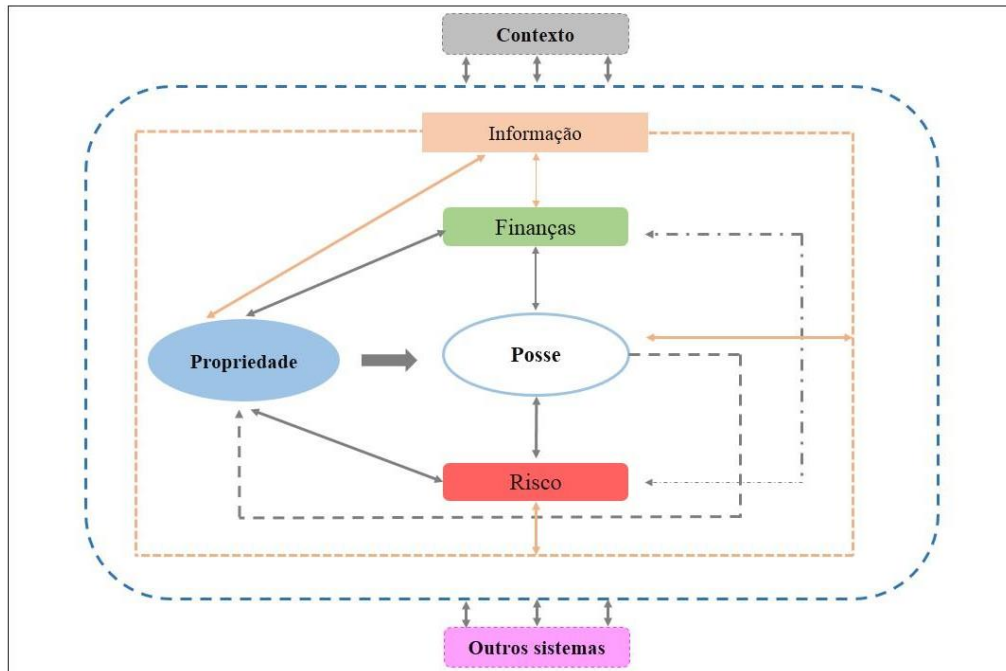 Contexto
Informação
Finanças
Propriedade
Posse
Risco
Outros sistemas